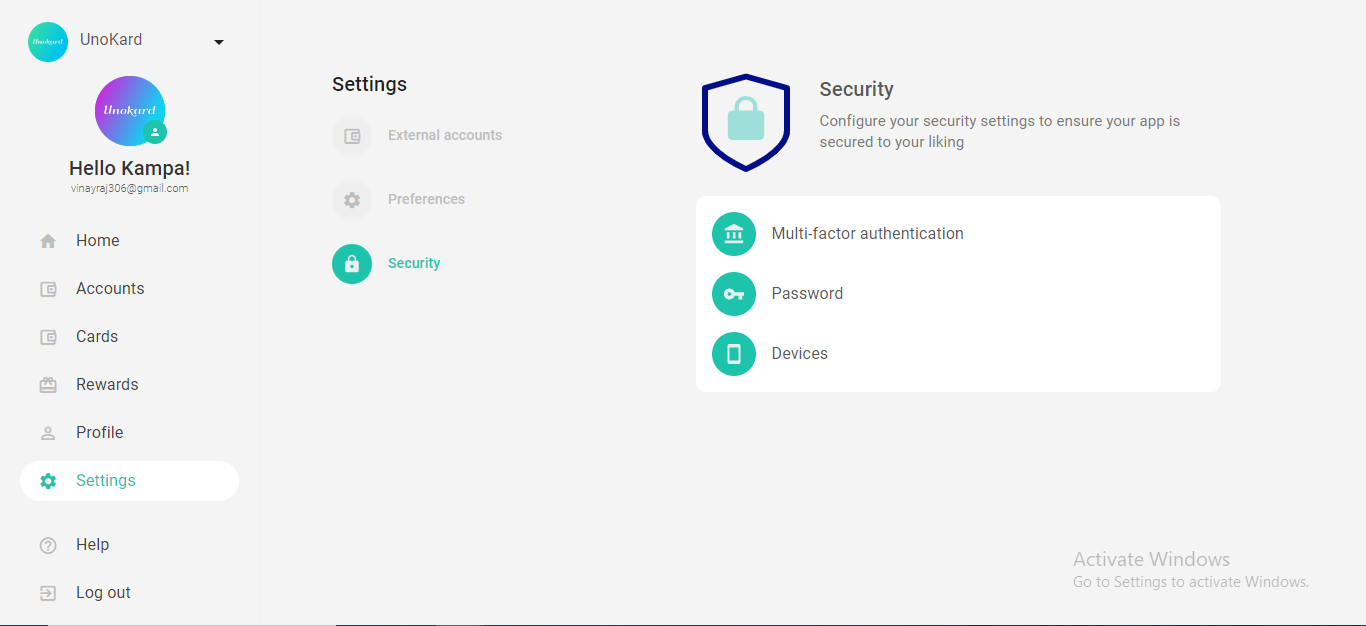 Unokard
UnoKard
Unokard
Hello Kampa!
vinayraj306@gmail.com
Home
Accounts
Cards
Rewards
Profile
Settings
Help
Log out
Settings
External accounts
Preferences
Security
Security
Configure your security settings to ensure your app is
secured to your liking
Multi-factor authentication
Password
Devices
Activate Windows
Go to Settings to activate Windows.